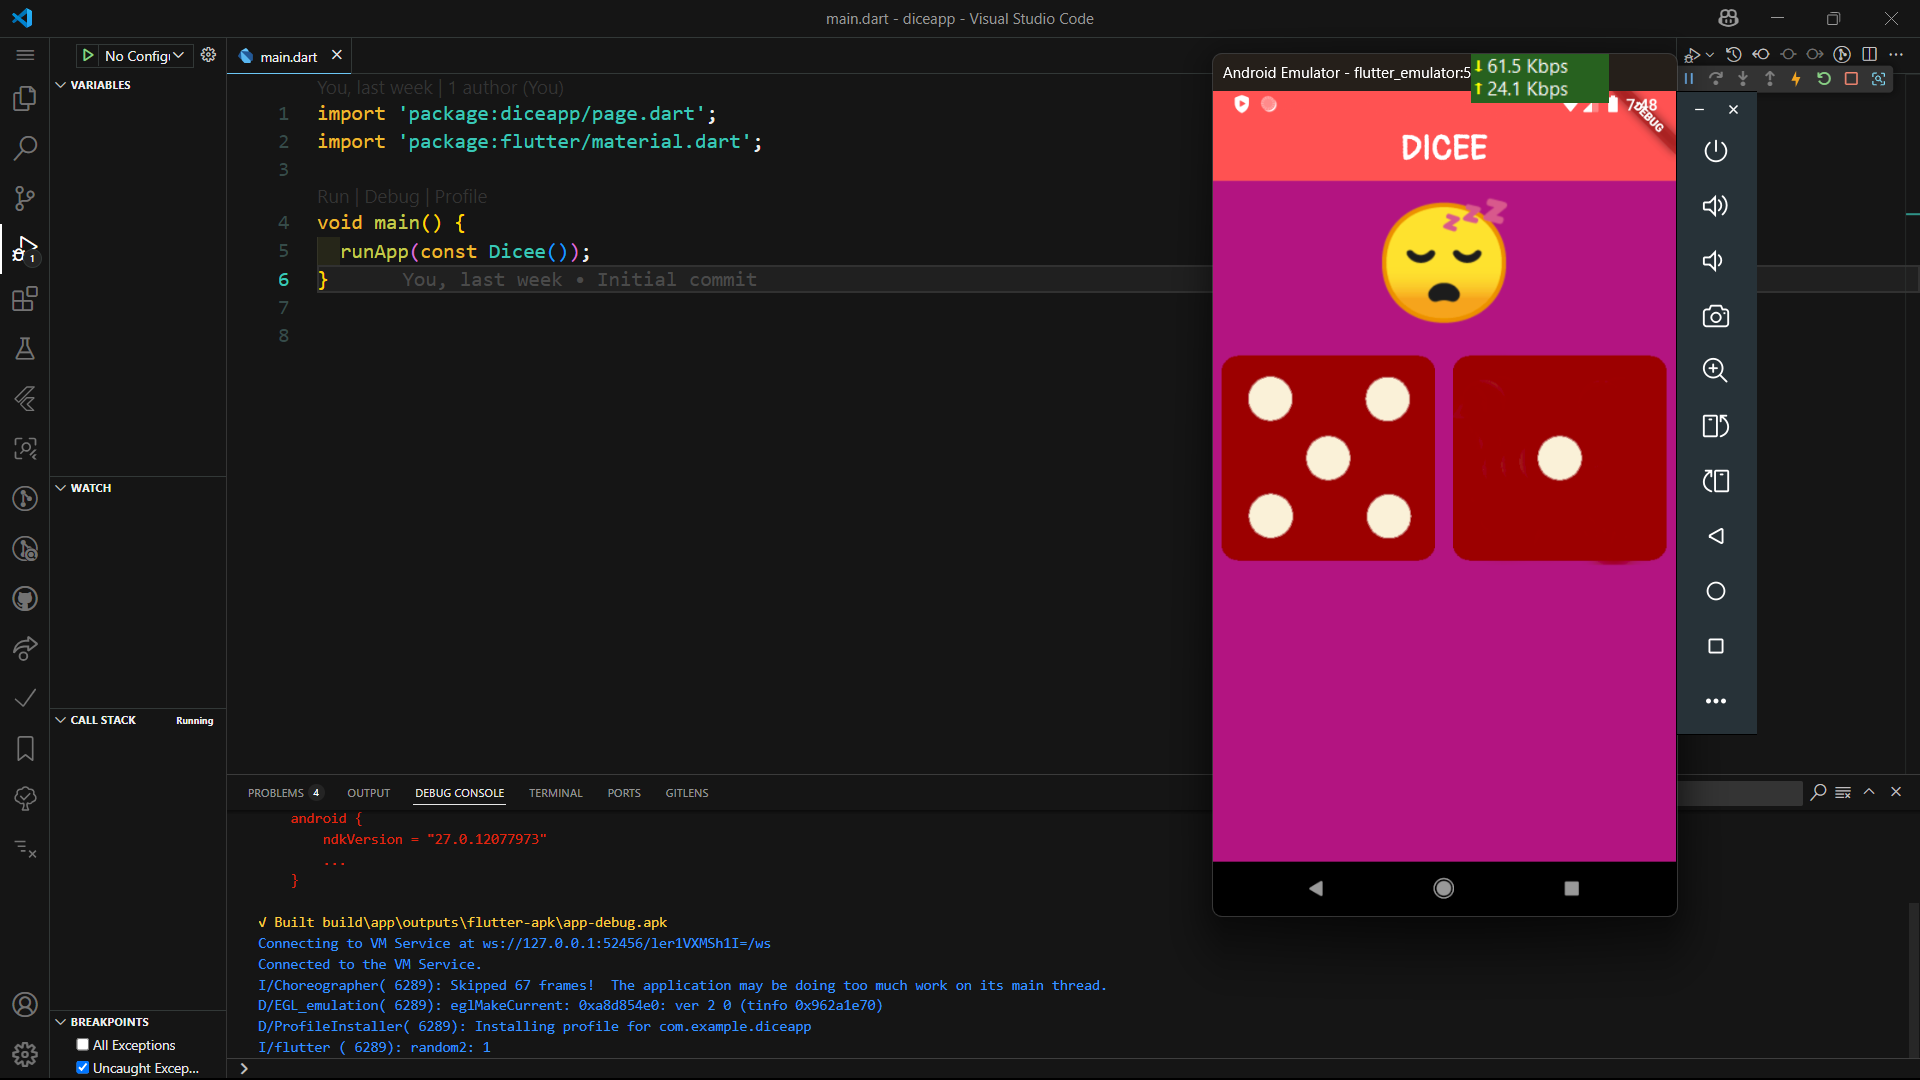 main.dart - diceapp - Visual Studio Code
No Config
main.dart
VARIABLES
WATCH
CALL STACK
Running
BREAKPOINTS
All Exceptions
Uncaught Excep...
1
You, last week | 1 author (You)
1 import 'package:diceapp/page.dart';
2 import 'package:flutter/material.dart';
3
Run | Debug | Profile
4 void main() {
5 runApp(const Dicee());
6 } You, last week • Initial commit
7
8
Android Emulator - flutter_emulator:5
61.5 Kbps
24.1 Kbps
7:48
DEBUG
DICEE
zzz
PROBLEMS 4 OUTPUT DEBUG CONSOLE TERMINAL PORTS GITLENS
android {
ndkVersion = "27.0.12077973"
...
}
√ Built build\app\outputs\flutter-apk\app-debug.apk
Connecting to VM Service at ws://127.0.0.1:52456/ler1VXMSh1I=/ws
Connected to the VM Service.
I/Choreographer( 6289): Skipped 67 frames!  The application may be doing too much work on its main thread.
D/EGL_emulation( 6289): eglMakeCurrent: 0xa8d854e0: ver 2 0 (tinfo 0x962a1e70)
D/ProfileInstaller( 6289): Installing profile for com.example.diceapp
I/flutter ( 6289): random2: 1